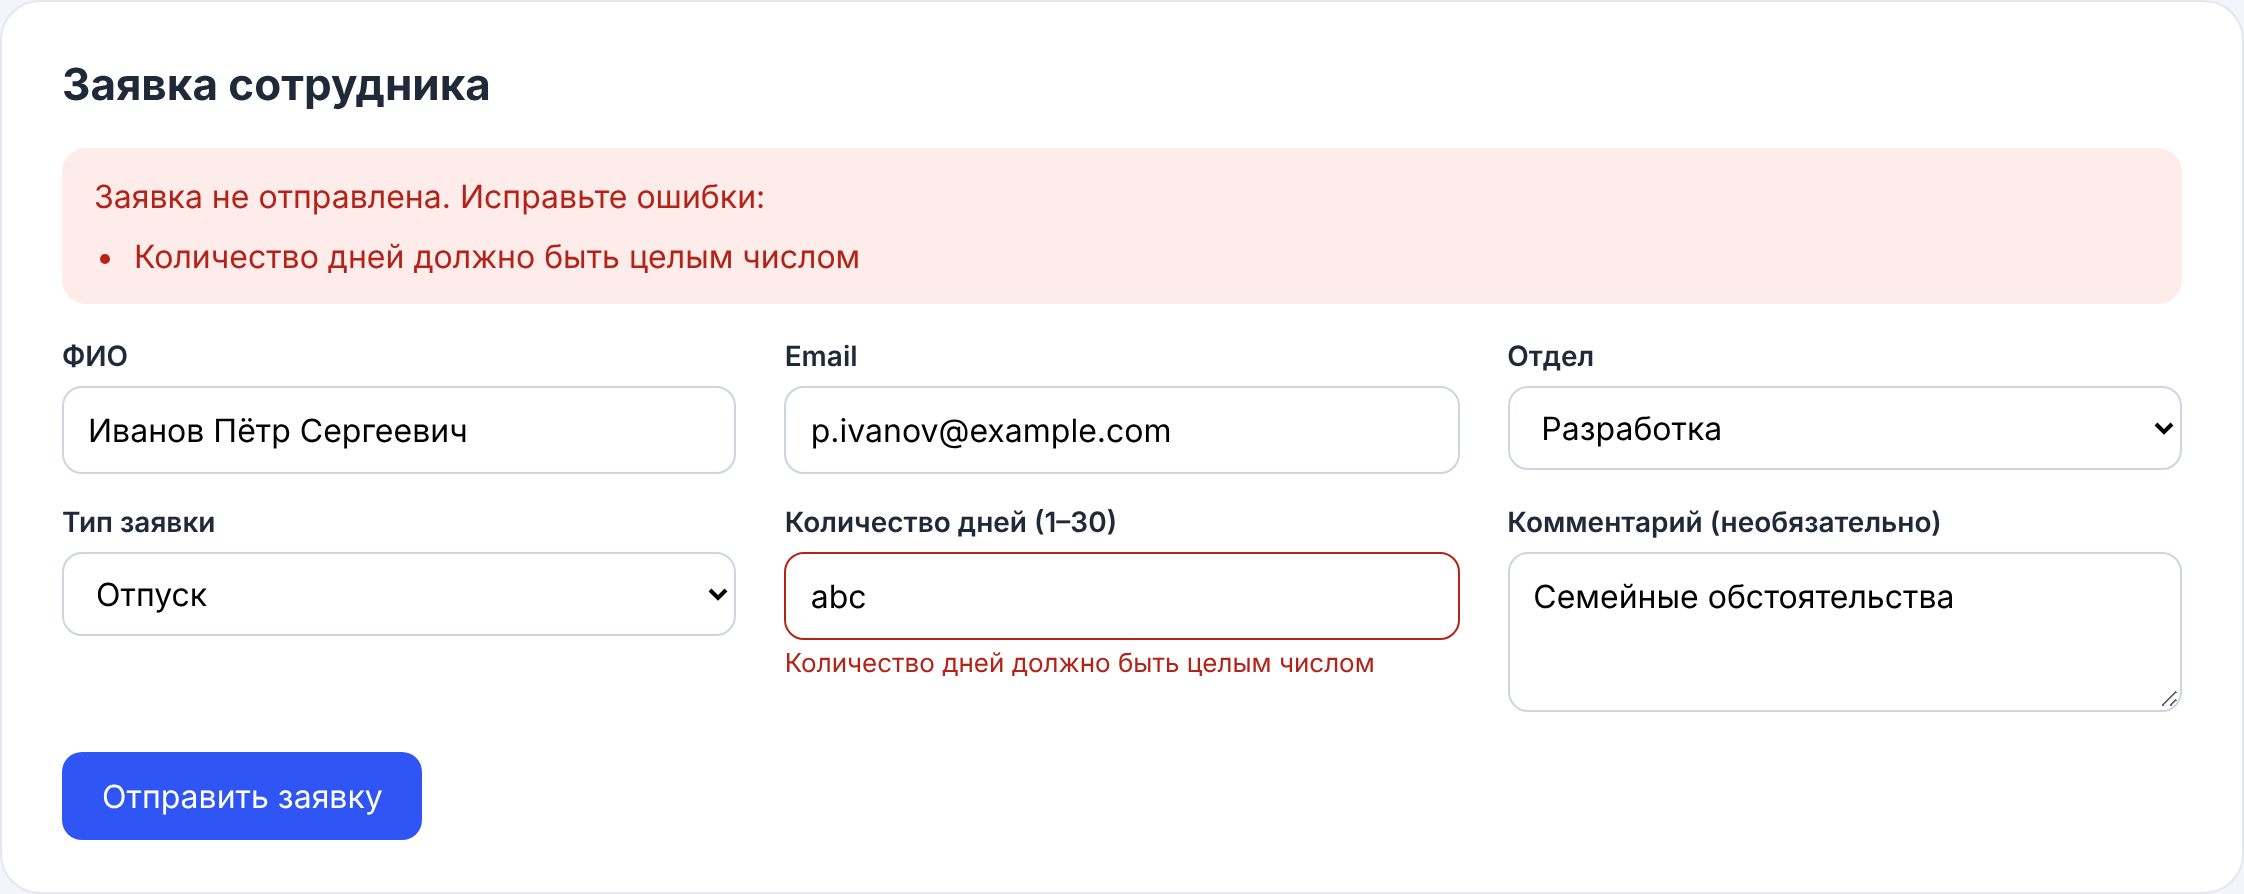 Заявка сотрудника
Заявка не отправлена. Исправьте ошибки:
• Количество дней должно быть целым числом
ФИО
Иванов Пётр Сергеевич
Email
p.ivanov@example.com
Отдел
Разработка
Тип заявки
Отпуск
Количество дней (1–30)
abc
Количество дней должно быть целым числом
Комментарий (необязательно)
Семейные обстоятельства
Отправить заявку